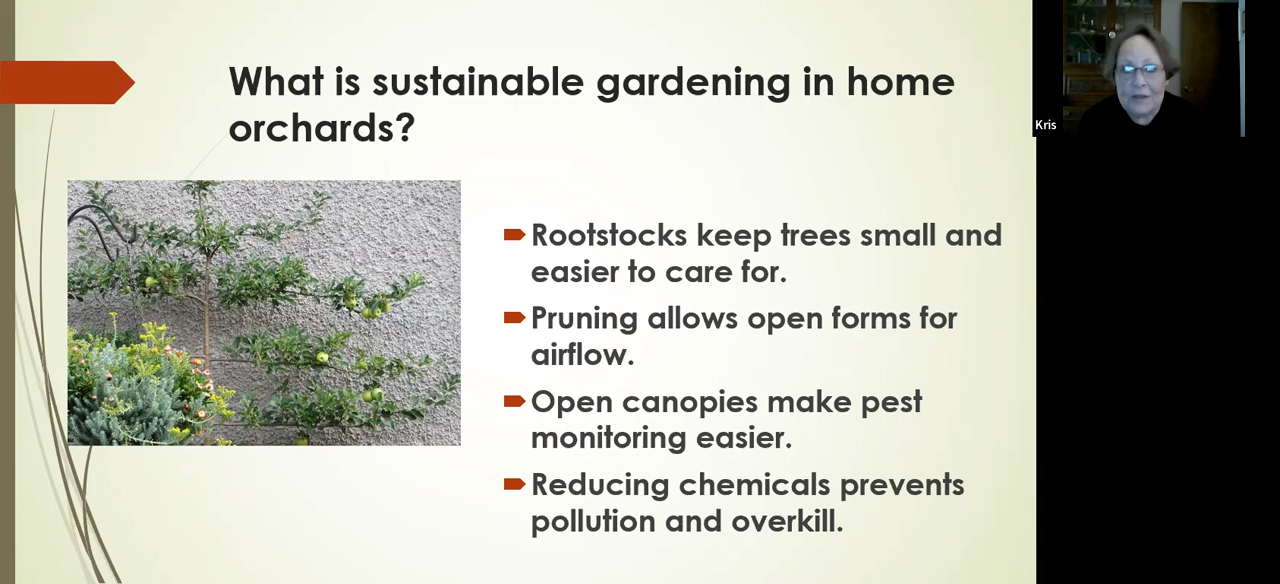 What is sustainable gardening in home
orchards?
Kris
Rootstocks keep trees small and
easier to care for.
Pruning allows open forms for
airflow.
Open canopies make pest
monitoring easier.
Reducing chemicals prevents
pollution and overkill.